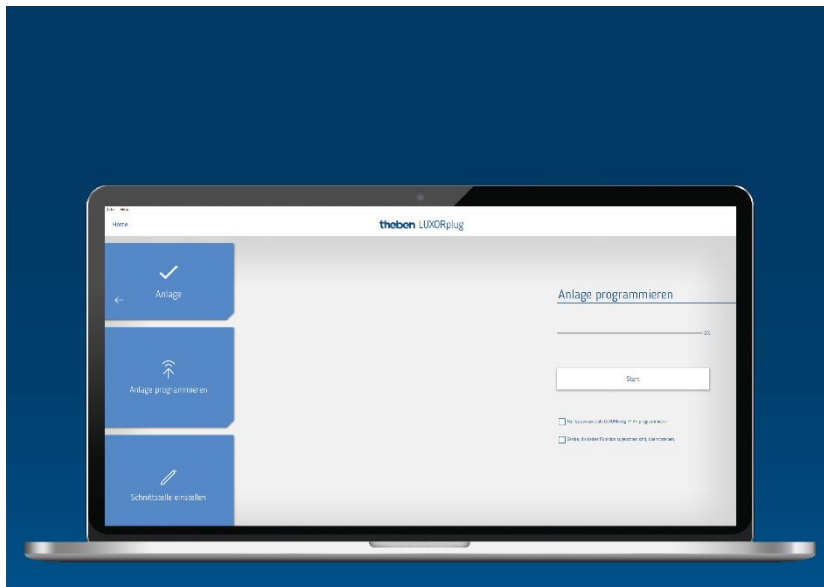 Home
theben LUXORplug
Anlage
Anlage programmieren
Schnittstelle einstellen
Anlage programmieren
Start